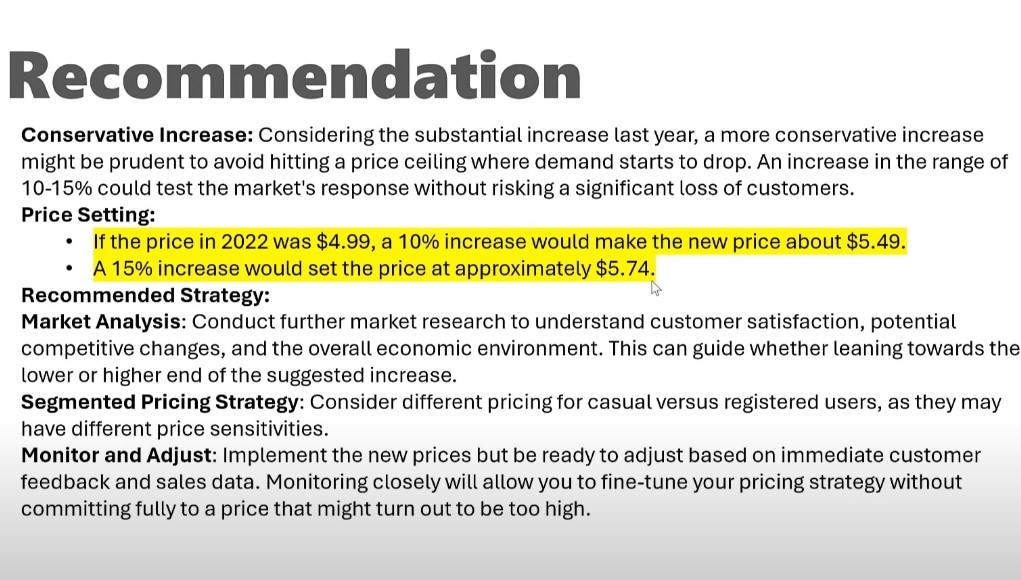 Recommendation
Conservative Increase: Considering the substantial increase last year, a more conservative increase
might be prudent to avoid hitting a price ceiling where demand starts to drop. An increase in the range of
10-15% could test the market's response without risking a significant loss of customers.
Price Setting:
• If the price in 2022 was $4.99, a 10% increase would make the new price about $5.49.
• A 15% increase would set the price at approximately $5.74.
Recommended Strategy:
Market Analysis: Conduct further market research to understand customer satisfaction, potential
competitive changes, and the overall economic environment. This can guide whether leaning towards the
lower or higher end of the suggested increase.
Segmented Pricing Strategy: Consider different pricing for casual versus registered users, as they may
have different price sensitivities.
Monitor and Adjust: Implement the new prices but be ready to adjust based on immediate customer
feedback and sales data. Monitoring closely will allow you to fine-tune your pricing strategy without
committing fully to a price that might turn out to be too high.